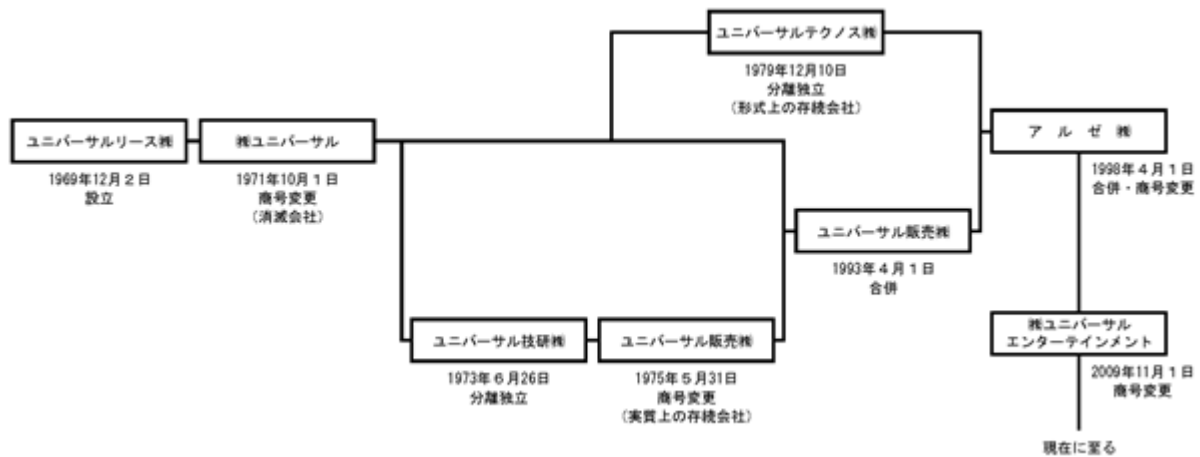 ユニバーサルテクノス㈱
1979年12月10日
分離独立
（形式上の存続会社）
ユニバーサルリース㈱
1969年12月２日
設立
㈱ユニバーサル
1971年10月１日
商号変更
（消滅会社）
ア　ル　ゼ　㈱
1998年４月１日
合併・商号変更
ユニバーサル販売㈱
1993年４月１日
合併
ユニバーサル技研㈱
1973年６月26日
分離独立
ユニバーサル販売㈱
1975年５月31日
商号変更
（実質上の存続会社）
㈱ユニバーサル
エンターテインメント
2009年11月１日
商号変更
現在に至る